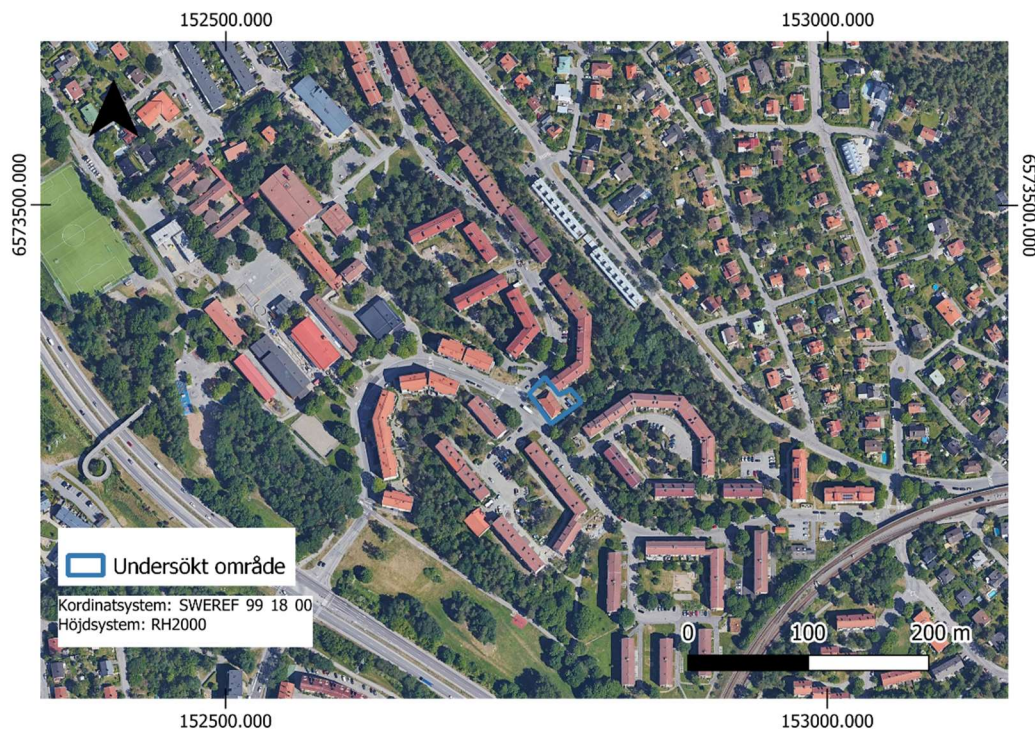 152500.000
153000.000
6573500.000
6573500.000
Undersökt område
Kordinatsystem: SWEREF 99 18 00
Höjdsystem: RH2000
0 100 200 m
152500.000
153000.000